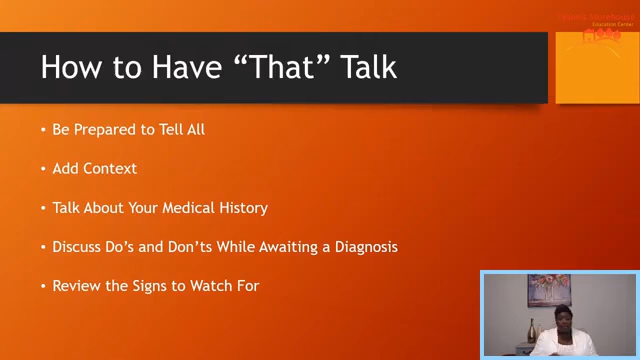 Storehouse
Education Center
How to Have “That” Talk
• Be Prepared to Tell All
• Add Context
• Talk About Your Medical History
• Discuss Do’s and Don’ts While Awaiting a Diagnosis
• Review the Signs to Watch For